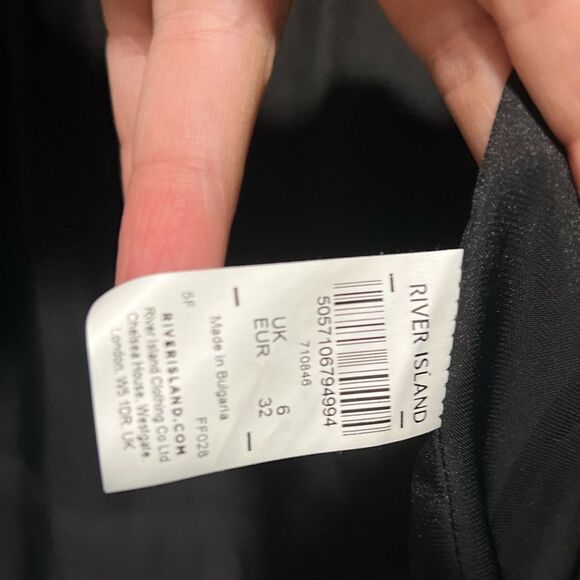 RIVER ISLAND
5057106794994
710846
UK 6
EUR 32
Made in Bulgaria
5F FF028
RIVERISLAND.COM
River Island Clothing Co Ltd
Chelsea House, Westgate,
London, W5 1DR, UK